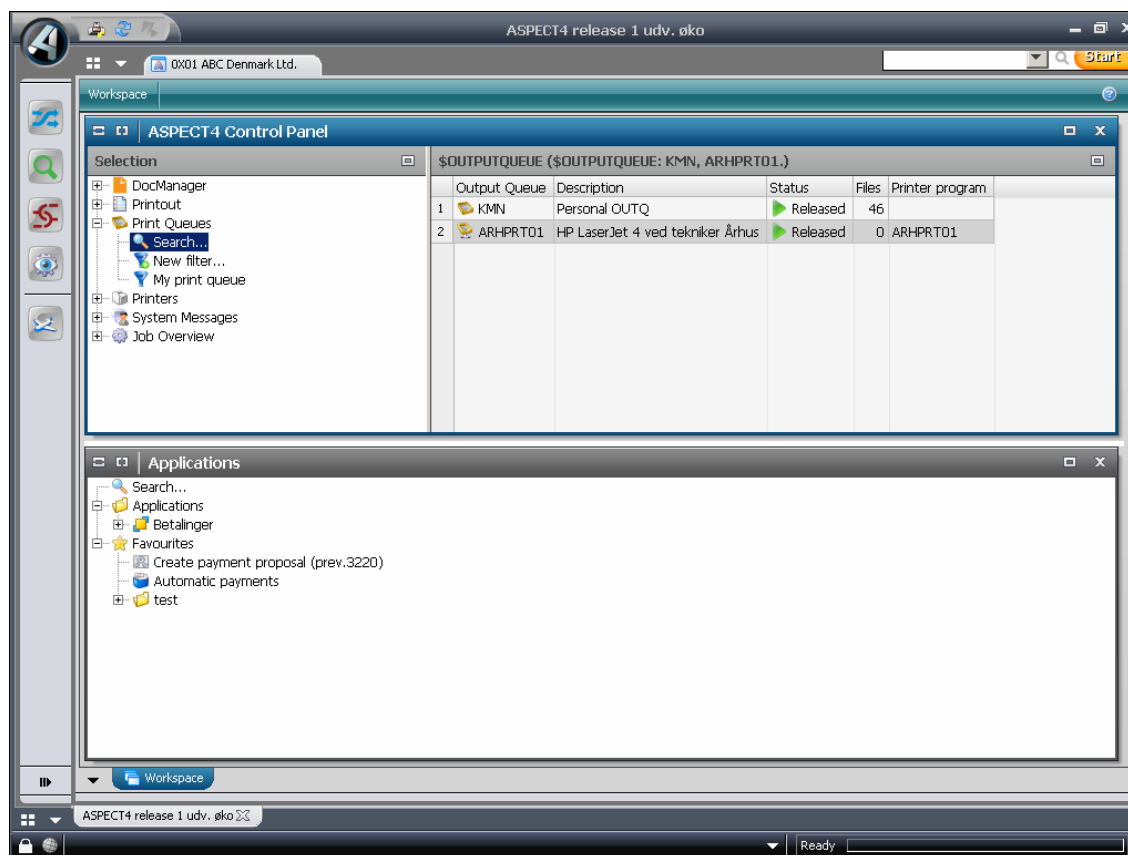 ASPECT4 release 1 udv. øko
0X01 ABC Denmark Ltd.
Start
Workspace
ASPECT4 Control Panel
Selection
$OUTPUTQUEUE ($OUTPUTQUEUE: KMN, ARHPRT01.)
DocManager
Printout
Print Queues
Search...
New filter...
My print queue
Printers
System Messages
Job Overview
Output Queue Description Status Files Printer program
1 KMN Personal OUTQ Released 46
2 ARHPRT01 HP LaserJet 4 ved tekniker Århus Released 0 ARHPRT01
Applications
Search...
Applications
Betalinger
Favourites
Create payment proposal (prev.3220)
Automatic payments
test
Workspace
ASPECT4 release 1 udv. øko
Ready